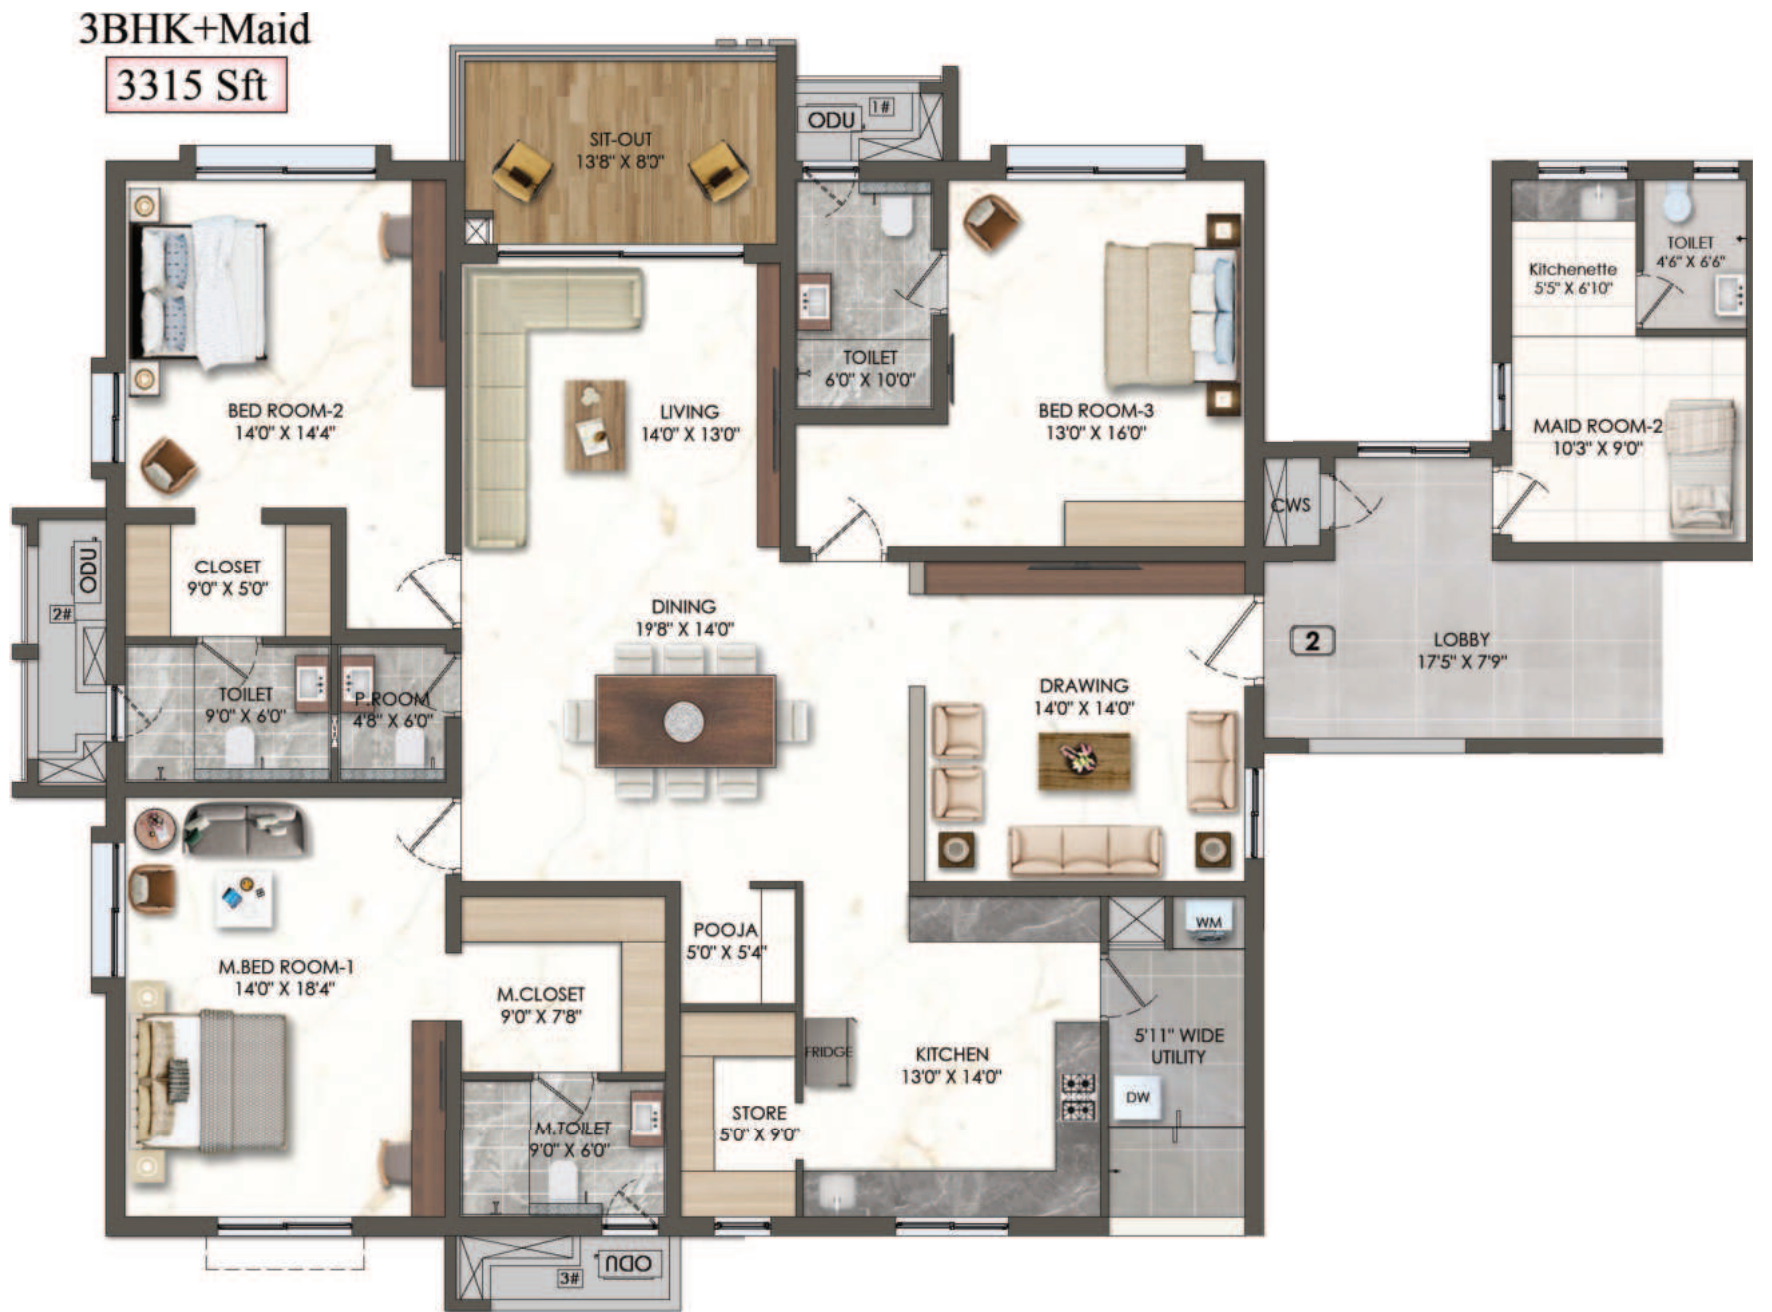 3BHK+Maid
3315 Sft
SIT-OUT
13'8" X 8'0"
ODU
1#
TOILET
4'6" X 6'6"
Kitchenette
5'5" X 6'10"
TOILET
6'0" X 10'0"
BED ROOM-2
14'0" X 14'4"
LIVING
14'0" X 13'0"
BED ROOM-3
13'0" X 16'0"
MAID ROOM-2
10'3" X 9'0"
CWS
ODU
2#
CLOSET
9'0" X 5'0"
DINING
19'8" X 14'0"
2
LOBBY
17'5" X 7'9"
TOILET
9'0" X 6'0"
P.ROOM
4'8" X 6'0"
DRAWING
14'0" X 14'0"
POOJA
5'0" X 5'4"
WM
M.BED ROOM-1
14'0" X 18'4"
M.CLOSET
9'0" X 7'8"
FRIDGE
KITCHEN
13'0" X 14'0"
5'11" WIDE
UTILITY
DW
STORE
5'0" X 9'0"
M.TOILET
9'0" X 6'0"
3#
ODU